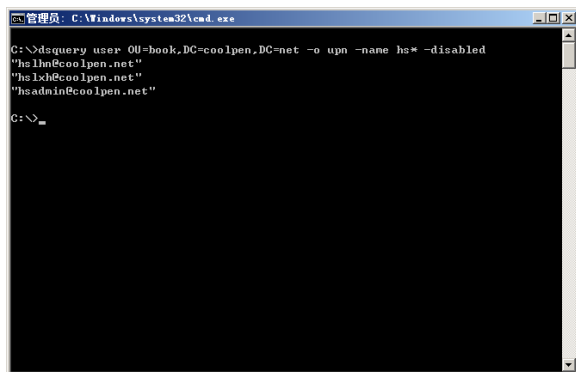 管理员: C:\Windows\system32\cmd.exe
C:\>dsquery user OU=book,DC=coolpen,DC=net -o upn -name hs* -disabled
"hslhn@coolpen.net"
"hslxh@coolpen.net"
"hsadmin@coolpen.net"
C:\>_